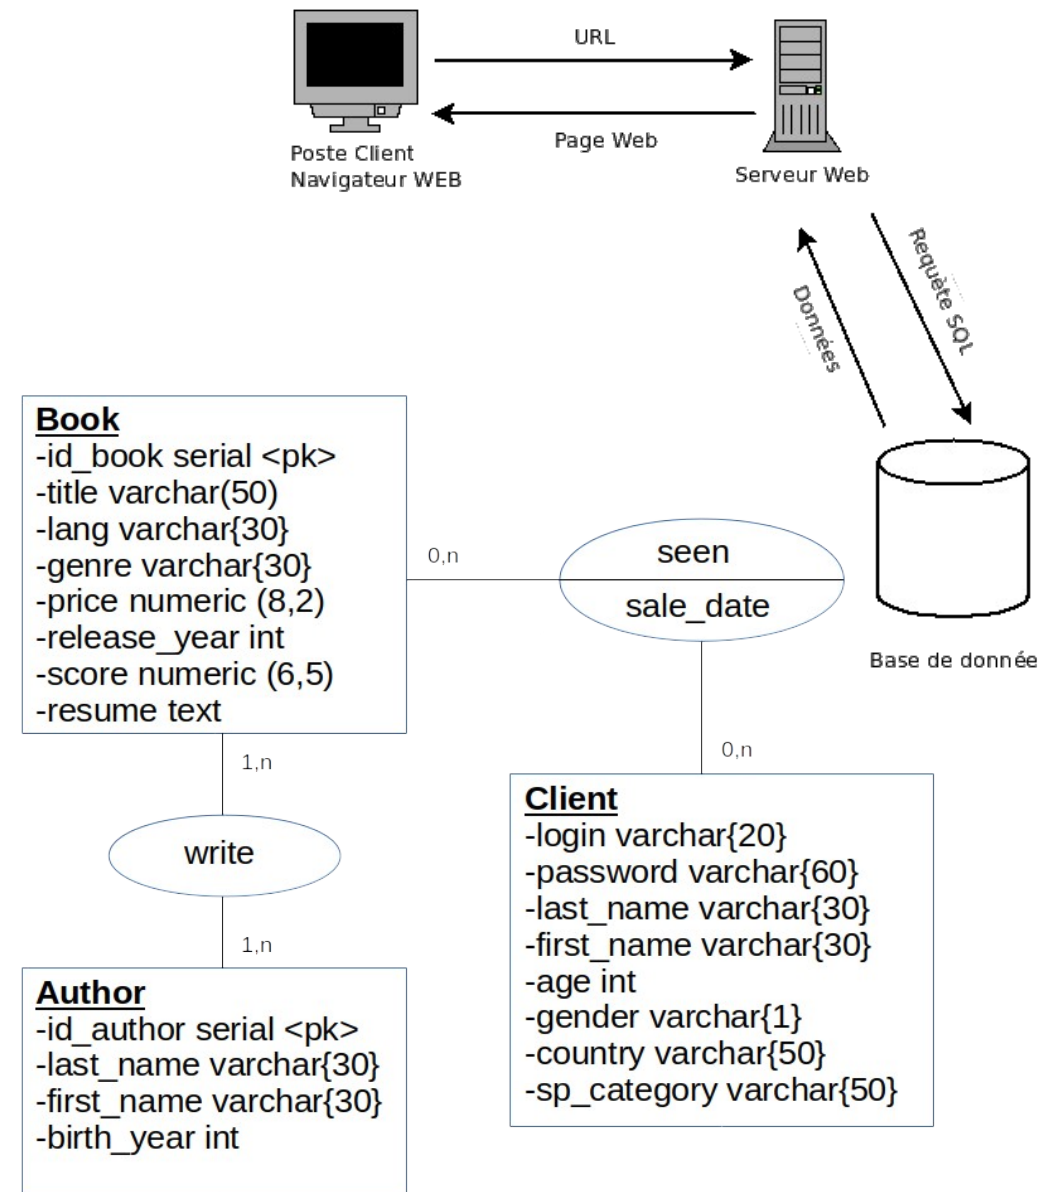 URL
Page Web
Poste Client
Navigateur WEB
Serveur Web
Requète SQL
Données
Base de donnée
Book
-id_book serial <pk>
-title varchar(50)
-lang varchar{30}
-genre varchar{30}
-price numeric (8,2)
-release_year int
-score numeric (6,5)
-resume text
0,n
seen
sale_date
0,n
1,n
write
1,n
Client
-login varchar{20}
-password varchar{60}
-last_name varchar{30}
-first_name varchar{30}
-age int
-gender varchar{1}
-country varchar{50}
-sp_category varchar{50}
Author
-id_author serial <pk>
-last_name varchar{30}
-first_name varchar{30}
-birth_year int